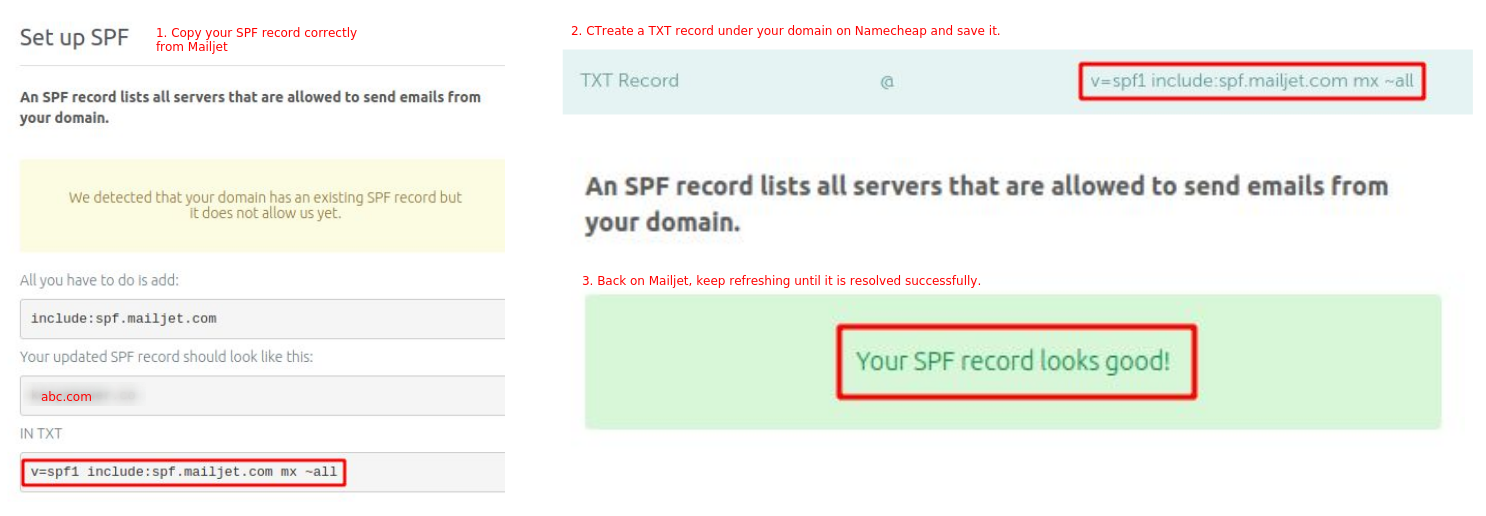 Set up SPF
1. Copy your SPF record correctly
from Mailjet
An SPF record lists all servers that are allowed to send emails from
your domain.
We detected that your domain has an existing SPF record but
it does not allow us yet.
All you have to do is add:
include:spf.mailjet.com
Your updated SPF record should look like this:
abc.com
IN TXT
v=spf1 include:spf.mailjet.com mx ~all
2. CTreate a TXT record under your domain on Namecheap and save it.
TXT Record @ v=spf1 include:spf.mailjet.com mx ~all
An SPF record lists all servers that are allowed to send emails from
your domain.
3. Back on Mailjet, keep refreshing until it is resolved successfully.
Your SPF record looks good!